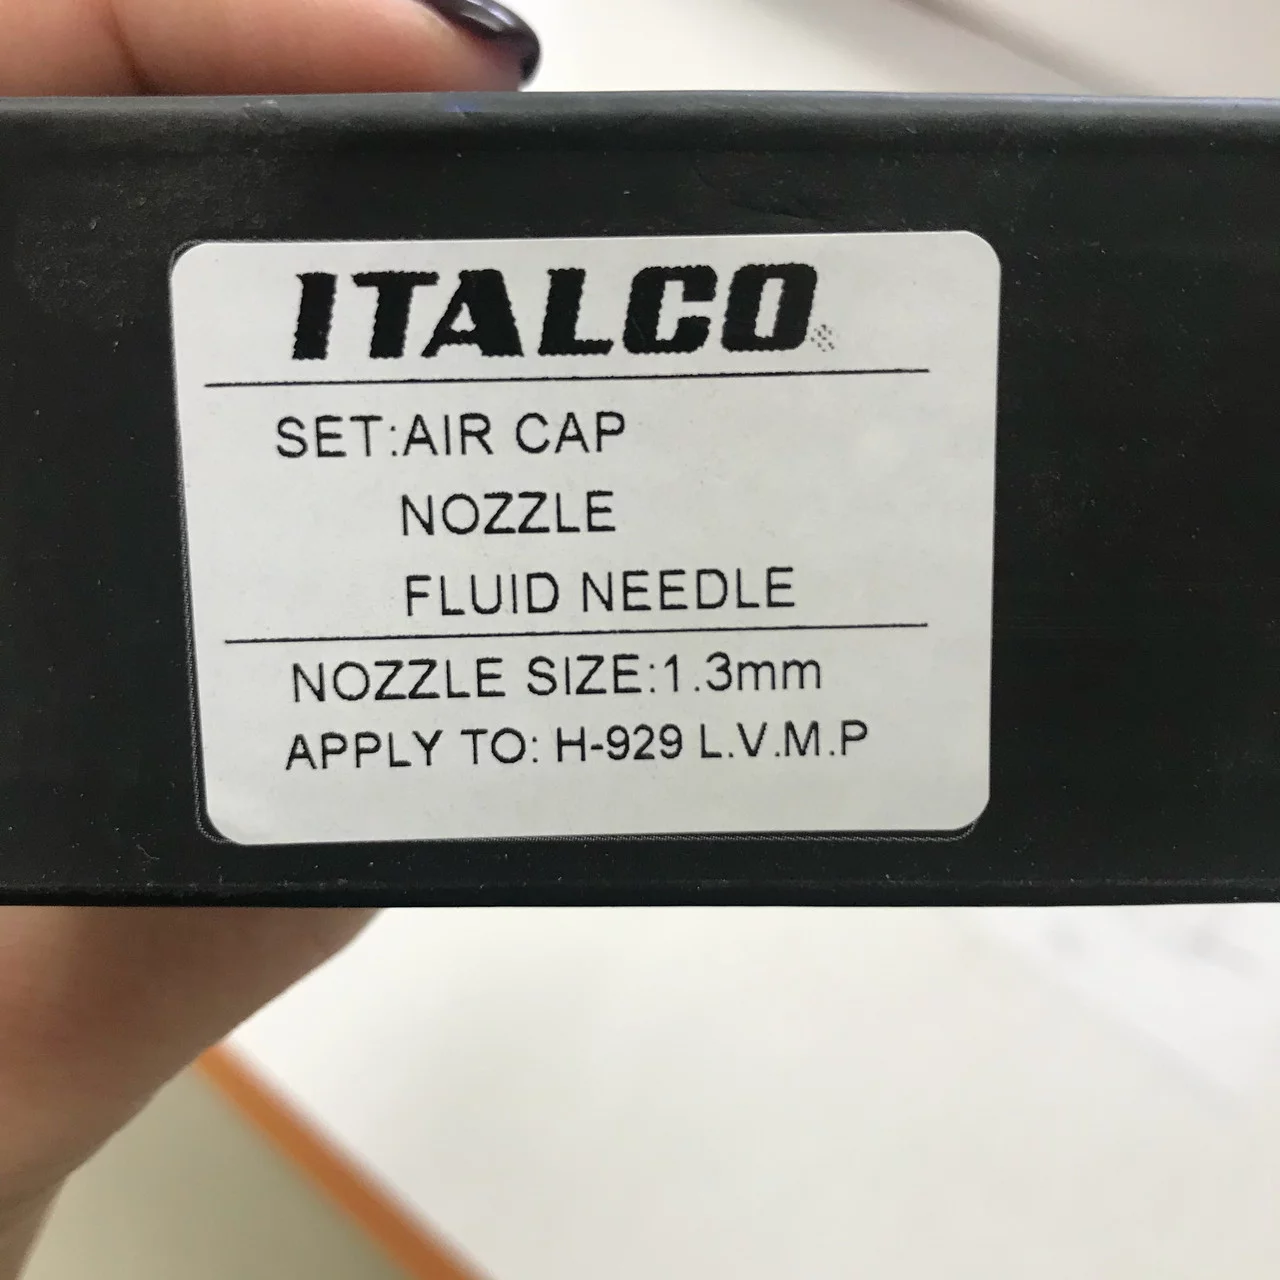 ITALCO
SET:AIR CAP
NOZZLE
FLUID NEEDLE
NOZZLE SIZE:1.3mm
APPLY TO: H-929 L.V.M.P